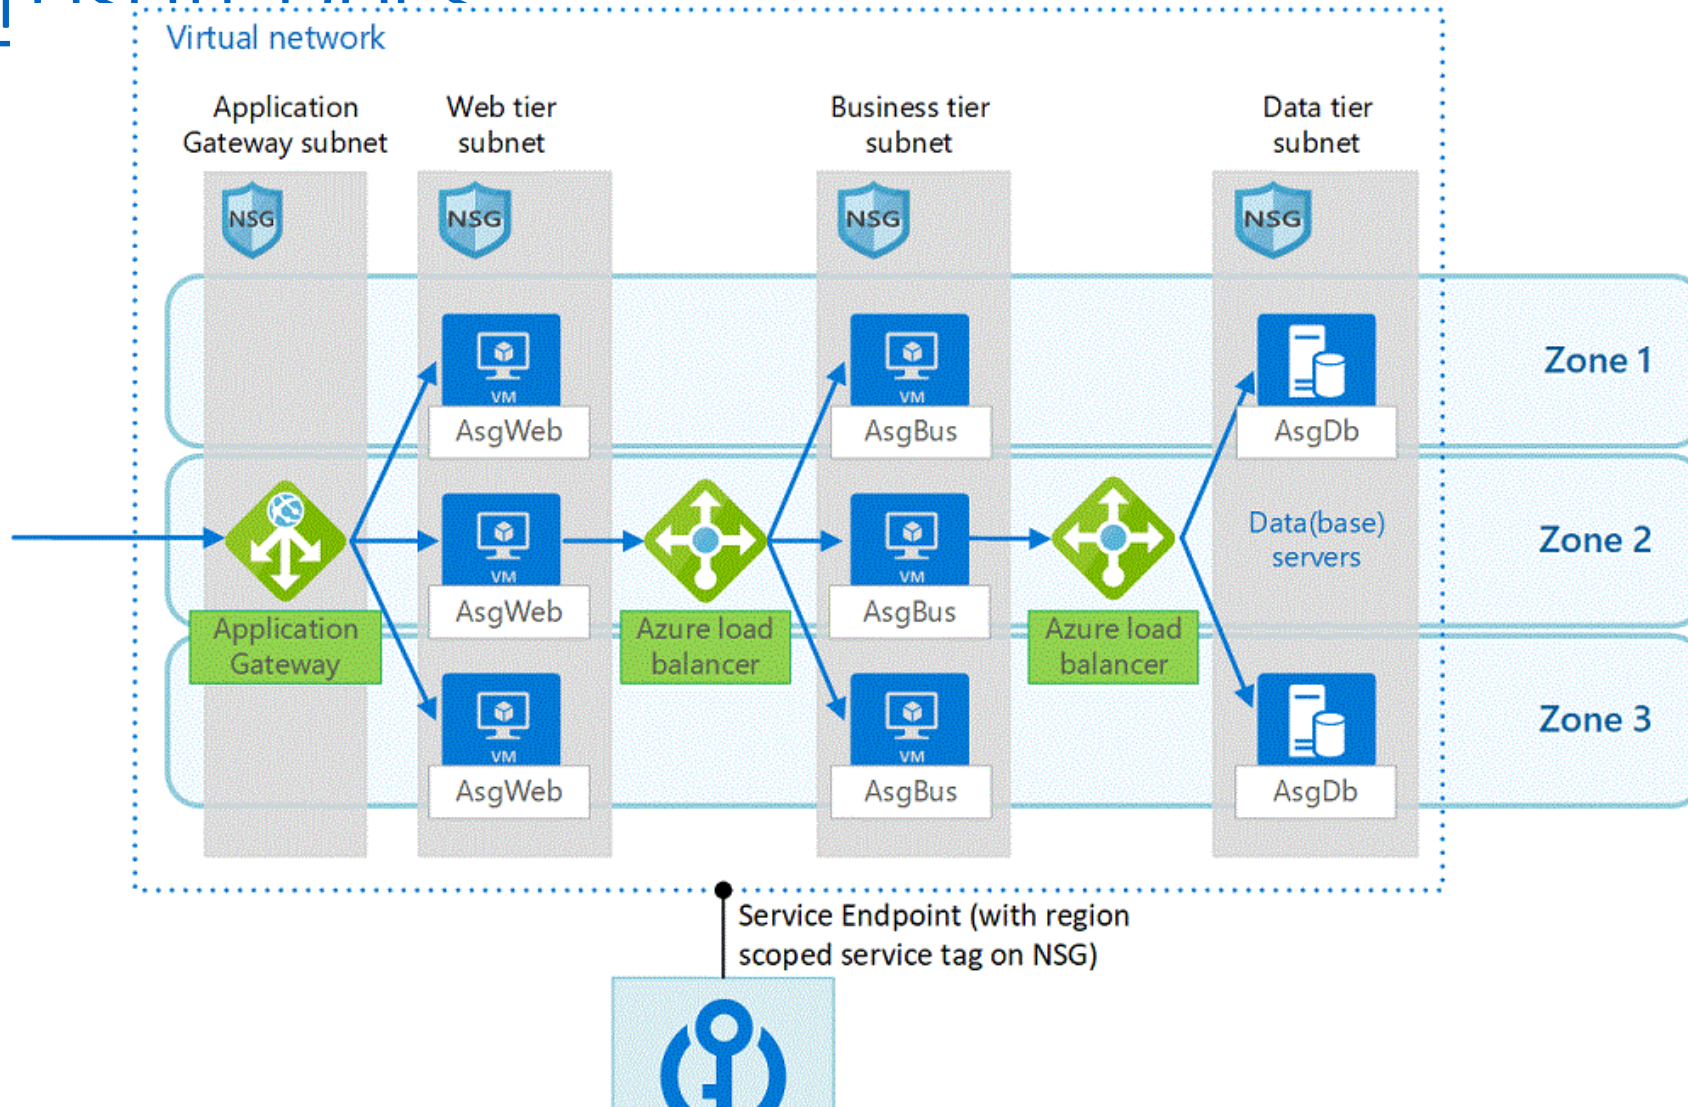 Virtual network
Application
Gateway subnet
Web tier
subnet
Business tier
subnet
Data tier
subnet
NSG
NSG
NSG
NSG
VM
AsgWeb
VM
AsgBus
AsgDb
Zone 1
VM
AsgWeb
VM
AsgBus
Data(base)
servers
Zone 2
Application
Gateway
Azure load
balancer
Azure load
balancer
VM
AsgWeb
VM
AsgBus
AsgDb
Zone 3
Service Endpoint (with region
scoped service tag on NSG)